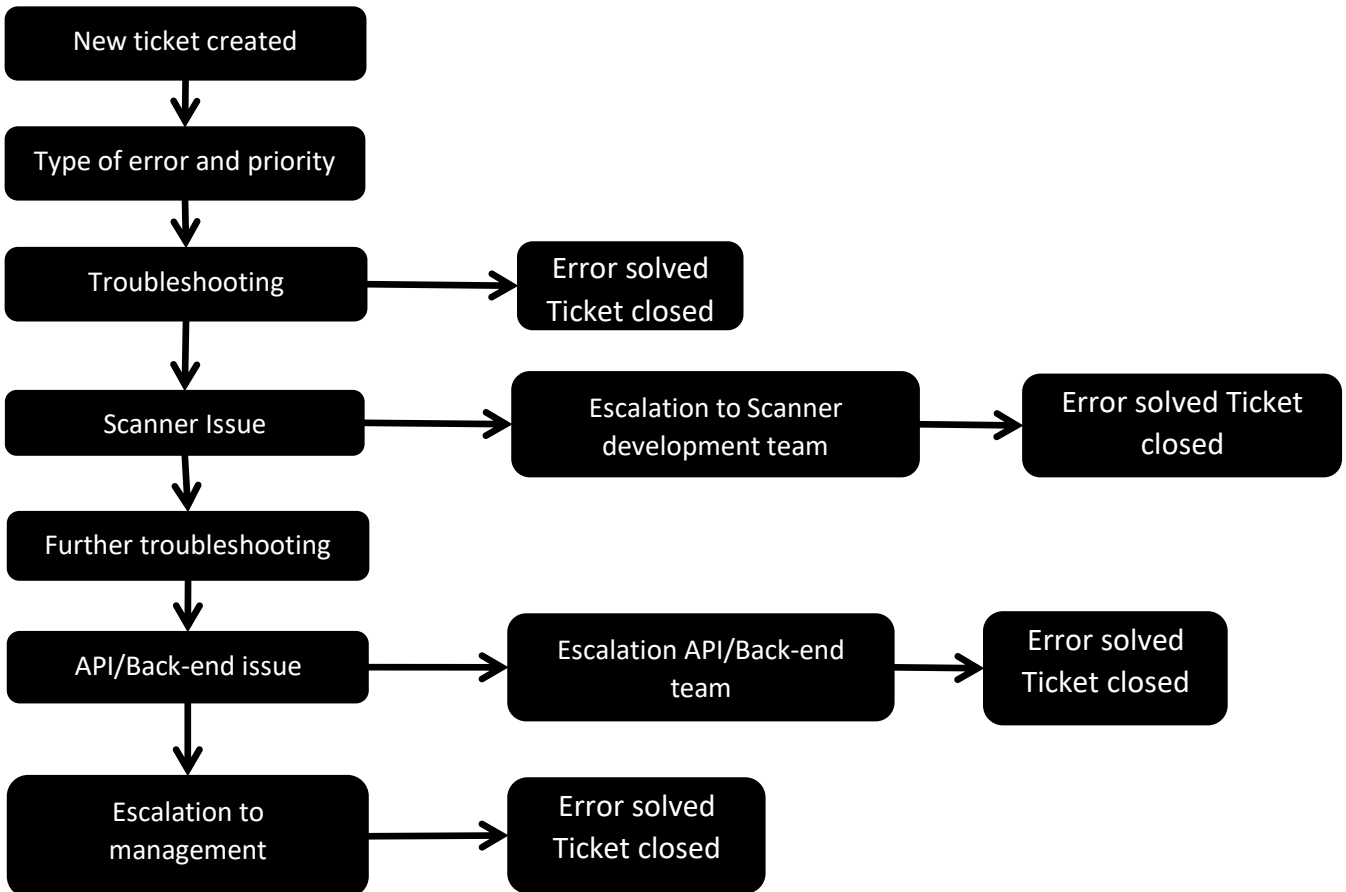 New ticket created
Type of error and priority
Troubleshooting
Error solved
Ticket closed
Scanner Issue
Escalation to Scanner
development team
Error solved Ticket
closed
Further troubleshooting
API/Back-end issue
Escalation API/Back-end
team
Error solved
Ticket closed
Escalation to
management
Error solved
Ticket closed